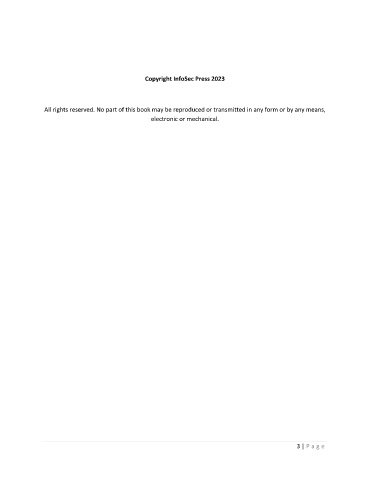 Copyright InfoSec Press 2023
All rights reserved. No part of this book may be reproduced or transmitted in any form or by any means,
electronic or mechanical.
3 | P a g e